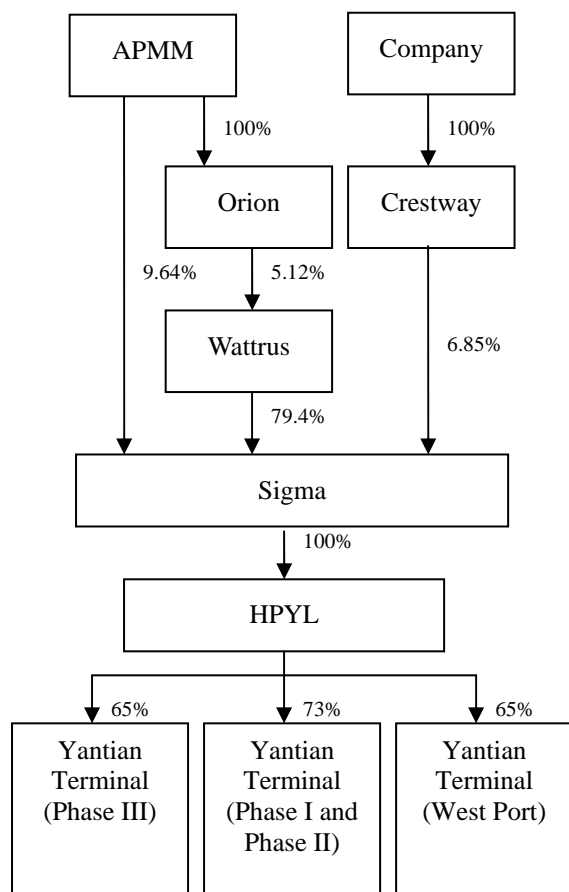 APMM
Company
100%
100%
Orion
Crestway
9.64%
5.12%
Wattrus
6.85%
79.4%
Sigma
100%
HPYL
65%
73%
65%
Yantian
Terminal
(Phase III)
Yantian
Terminal
(Phase I and
Phase II)
Yantian
Terminal
(West Port)